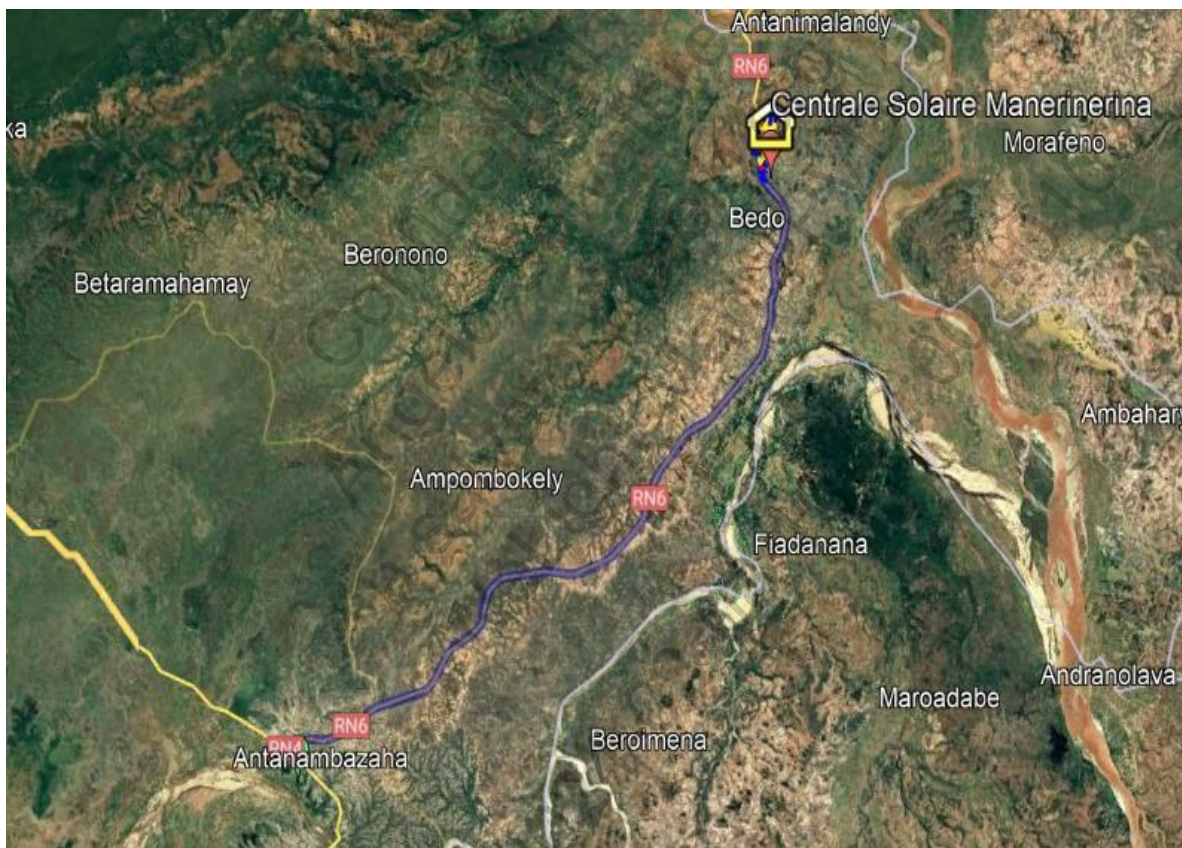 Antanimalandy
RN6
Centrale Solaire Manerinerina
ka
Morafeno
Bedo
Beronono
Betaramahamay
Ambahary
Ampombokely
RN6
Fiadanana
Andranolava
Maroadabe
RN6
Beroimena
RN4
Antanambazaha